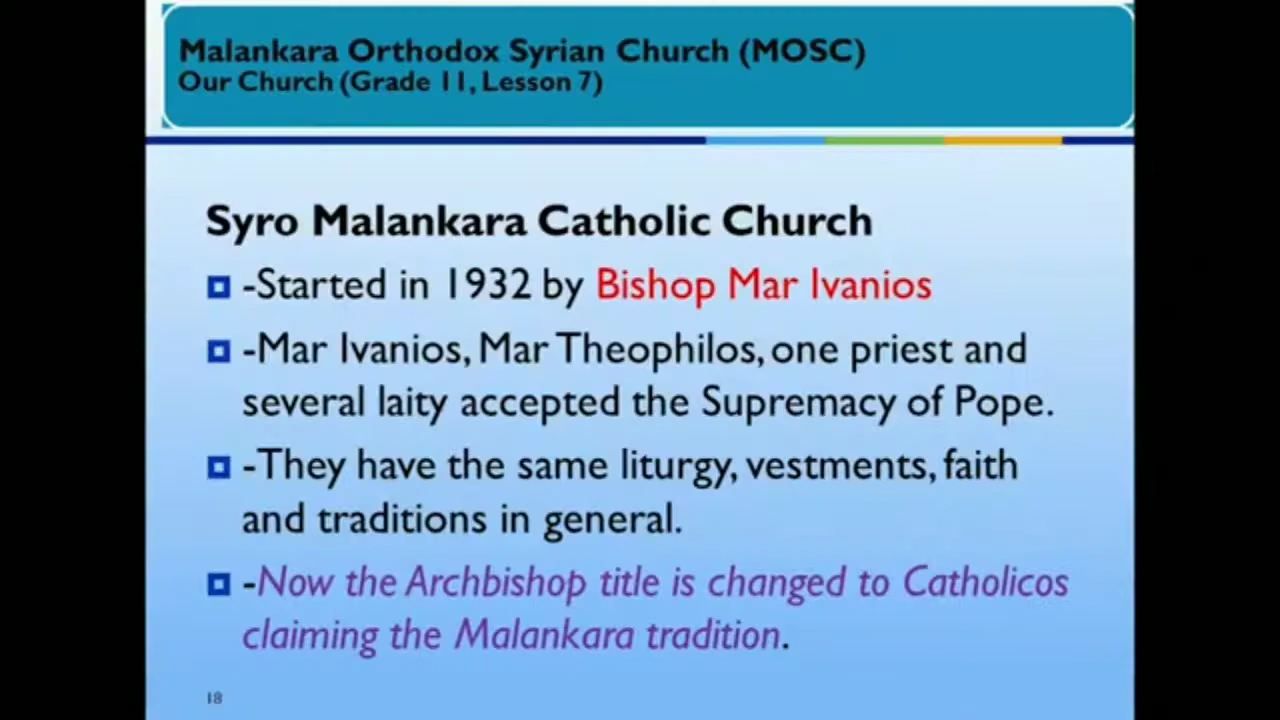 Malankara Orthodox Syrian Church (MOSC)
Our Church (Grade 11, Lesson 7)
Syro Malankara Catholic Church
-Started in 1932 by Bishop Mar Ivanios
-Mar Ivanios, Mar Theophilos, one priest and
several laity accepted the Supremacy of Pope.
-They have the same liturgy, vestments, faith
and traditions in general.
-Now the Archbishop title is changed to Catholicos
claiming the Malankara tradition.
18